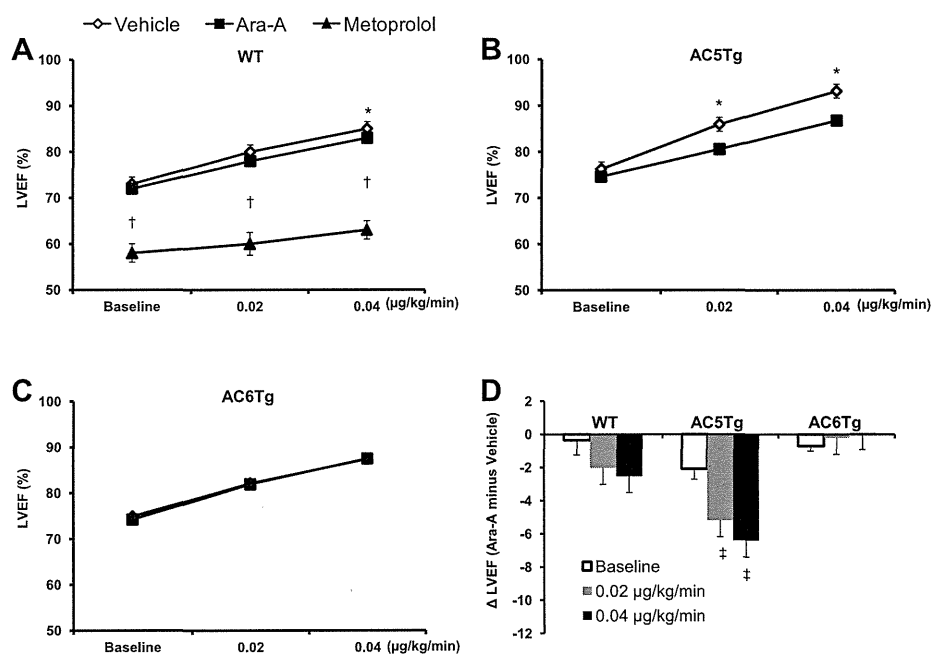 Vehicle Ara-A Metoprolol
A
WT
100
90
80
70
60
50
LVEF (%)
*
†
†
†
Baseline 0.02 0.04 (µg/kg/min)
B
AC5Tg
100
90
80
70
60
50
LVEF (%)
*
*
Baseline 0.02 0.04 (µg/kg/min)
C
AC6Tg
100
90
80
70
60
50
LVEF (%)
Baseline 0.02 0.04 (µg/kg/min)
D
2
0
-2
-4
-6
-8
-10
-12
Δ LVEF (Ara-A minus Vehicle)
WT AC5Tg AC6Tg
‡
‡
Baseline
0.02 µg/kg/min
0.04 µg/kg/min